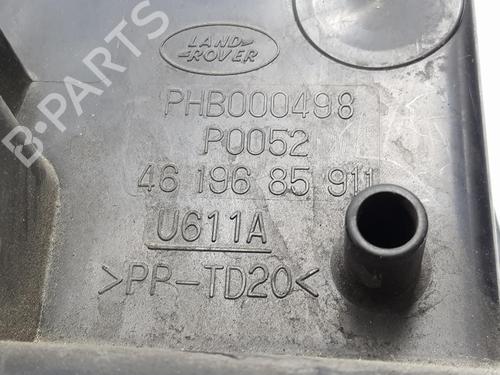 LAND
ROVER
PHB000498
P0052
46 196 85 911
U611A
>PP-TD20<
B-PARTS